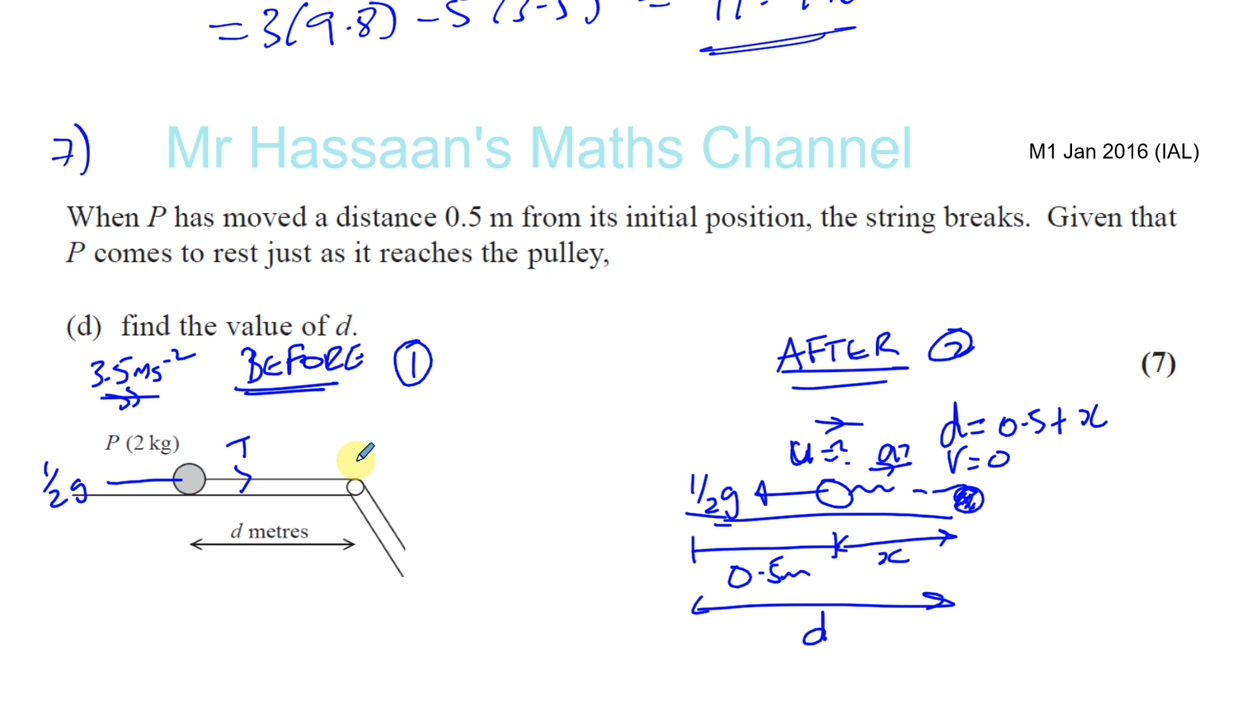 = 3(9.8) - 5
7)
Mr Hassaan's Maths Channel
M1 Jan 2016 (IAL)
When P has moved a distance 0.5 m from its initial position, the string breaks. Given that
P comes to rest just as it reaches the pulley,
(d) find the value of d.
(7)
3.5ms⁻² BEFORE ①
AFTER ②
P (2 kg)
T
1/2 g
d metres
d = 0.5 + x
u = ? a? v = 0
1/2 g
0.5m
x
d